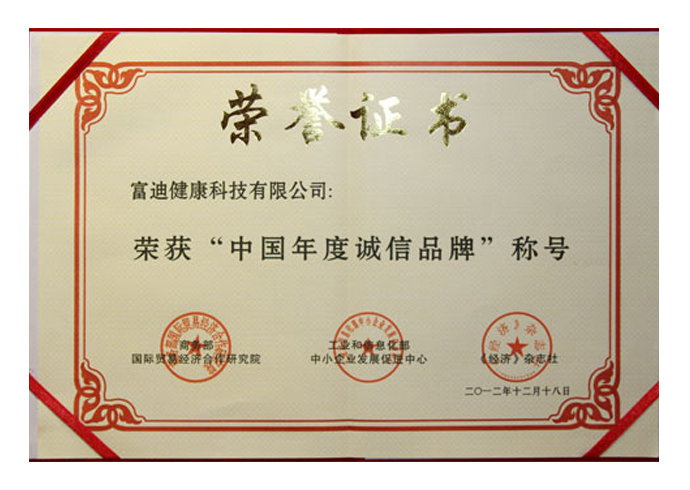 荣誉证书
富迪健康科技有限公司:
荣获“中国年度诚信品牌”称号
商务部
国际贸易经济合作研究院
工业和信息化部
中小企业发展促进中心
《经济》杂志社
二〇一二年十二月十八日